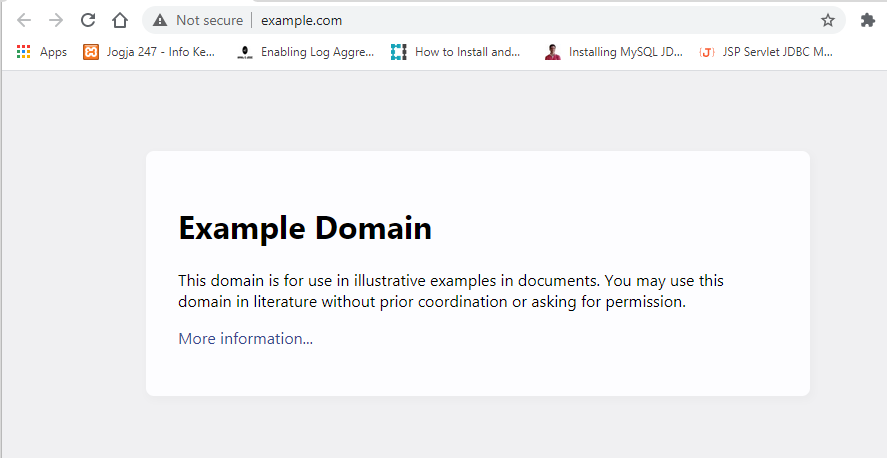 Not secure | example.com
Apps Jogja 247 - Info Ke... Enabling Log Aggre... How to Install and... Installing MySQL JD... JSP Servlet JDBC M...
Example Domain
This domain is for use in illustrative examples in documents. You may use this
domain in literature without prior coordination or asking for permission.
More information...